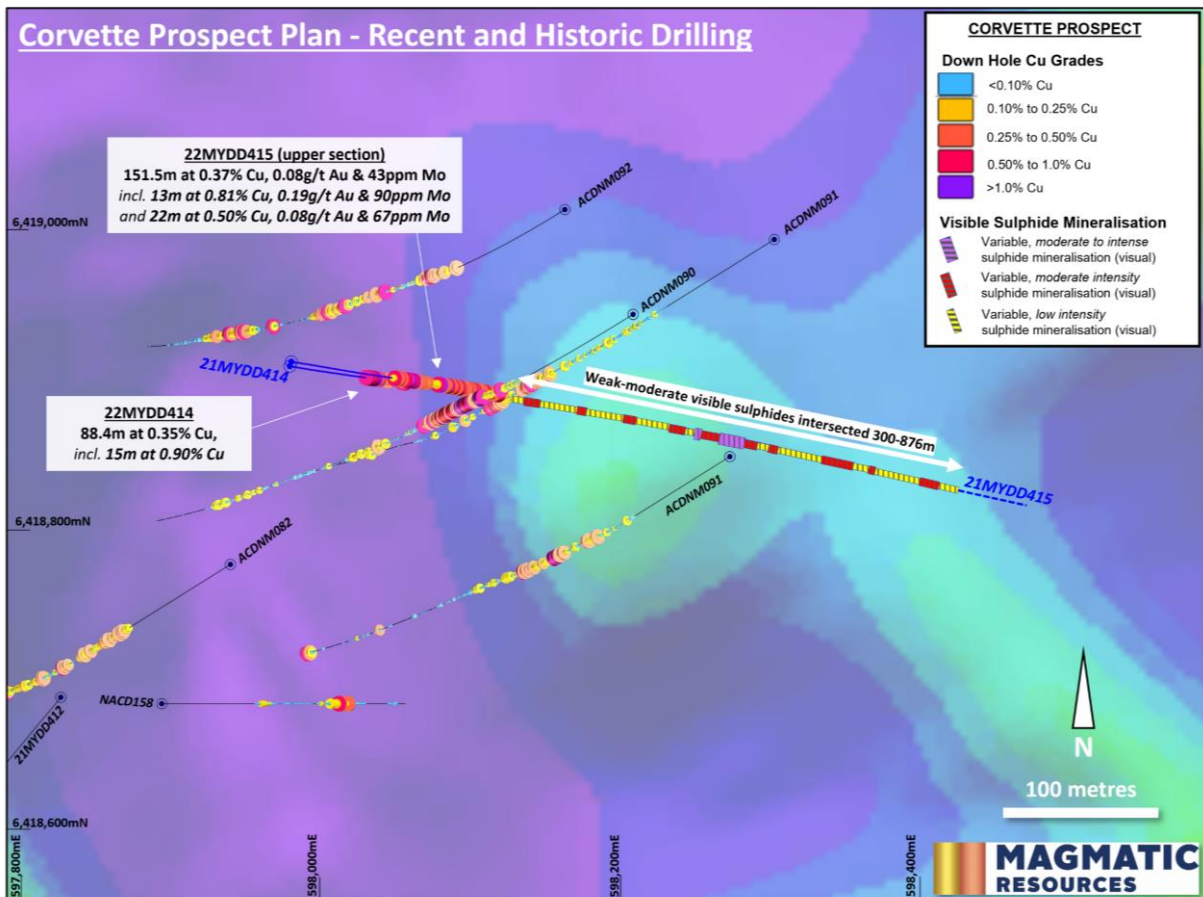 Corvette Prospect Plan - Recent and Historic Drilling
CORVETTE PROSPECT
Down Hole Cu Grades
<0.10% Cu
0.10% to 0.25% Cu
0.25% to 0.50% Cu
0.50% to 1.0% Cu
>1.0% Cu
Visible Sulphide Mineralisation
Variable, moderate to intense
sulphide mineralisation (visual)
Variable, moderate intensity
sulphide mineralisation (visual)
Variable, low intensity
sulphide mineralisation (visual)
22MYDD415 (upper section)
151.5m at 0.37% Cu, 0.08g/t Au & 43ppm Mo
incl. 13m at 0.81% Cu, 0.19g/t Au & 90ppm Mo
and 22m at 0.50% Cu, 0.08g/t Au & 67ppm Mo
ACDNM092
ACDNM091
6,419,000mN
ACDNM090
21MYDD414
22MYDD414
88.4m at 0.35% Cu,
incl. 15m at 0.90% Cu
Weak-moderate visible sulphides intersected 300-876m
21MYDD415
ACDNM091
6,418,800mN
ACDNM082
NACD158
21MYDD412
N
100 metres
6,418,600mN
597,800mE
598,000mE
598,200mE
598,400mE
MAGMATIC
RESOURCES